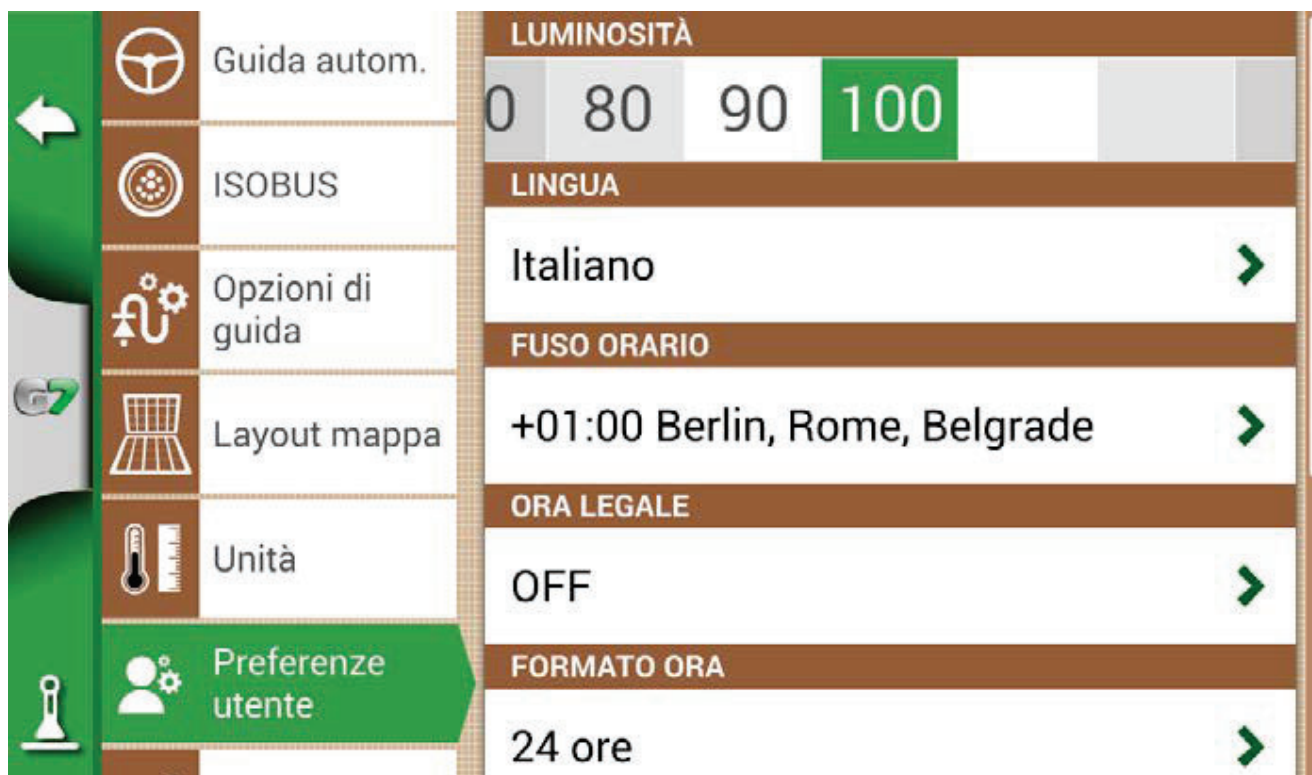 Guida autom.
ISOBUS
Opzioni di
guida
Layout mappa
Unità
Preferenze
utente
G7
LUMINOSITÀ
0 80 90 100
LINGUA
Italiano
FUSO ORARIO
+01:00 Berlin, Rome, Belgrade
ORA LEGALE
OFF
FORMATO ORA
24 ore